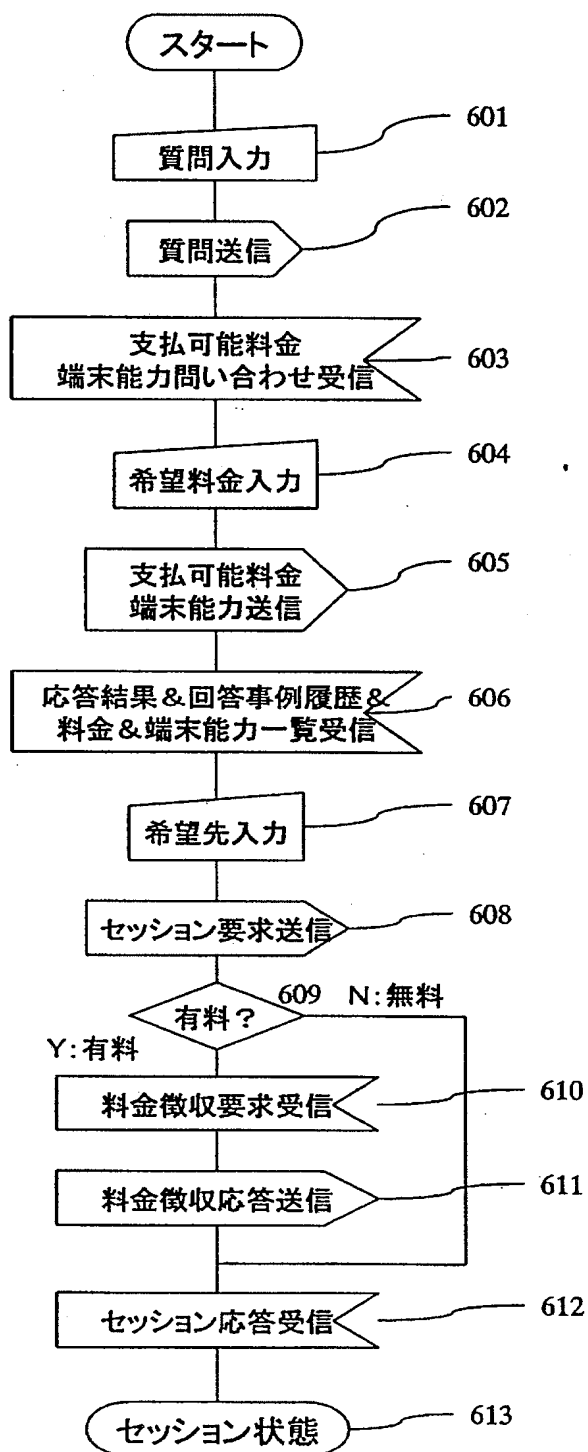 スタート
601
質問入力
602
質問送信
支払可能料金
端末能力問い合わせ受信
603
604
希望料金入力
605
支払可能料金
端末能力送信
応答結果&回答事例履歴&
料金&端末能力一覧受信
606
607
希望先入力
セッション要求送信
608
609 N:無料
有料?
Y:有料
料金徴収要求受信
610
料金徴収応答送信
611
セッション応答受信
612
セッション状態
613